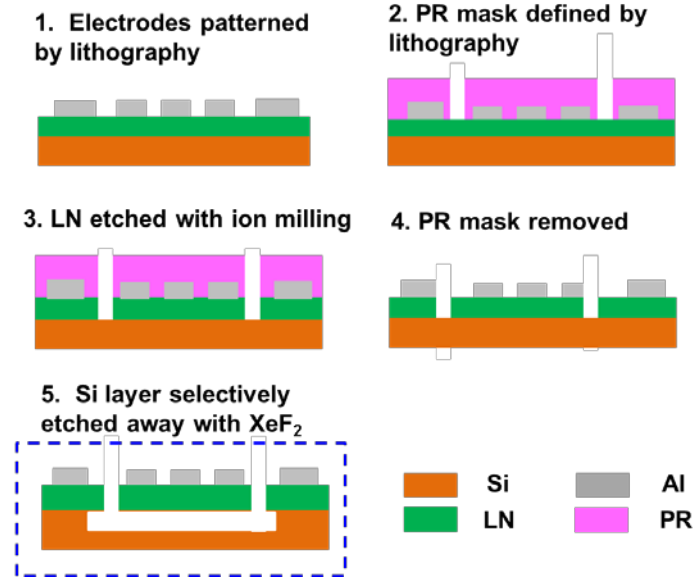 1. Electrodes patterned
by lithography
2. PR mask defined by
lithography
3. LN etched with ion milling
4. PR mask removed
5. Si layer selectively
etched away with XeF₂
Si
Al
LN
PR